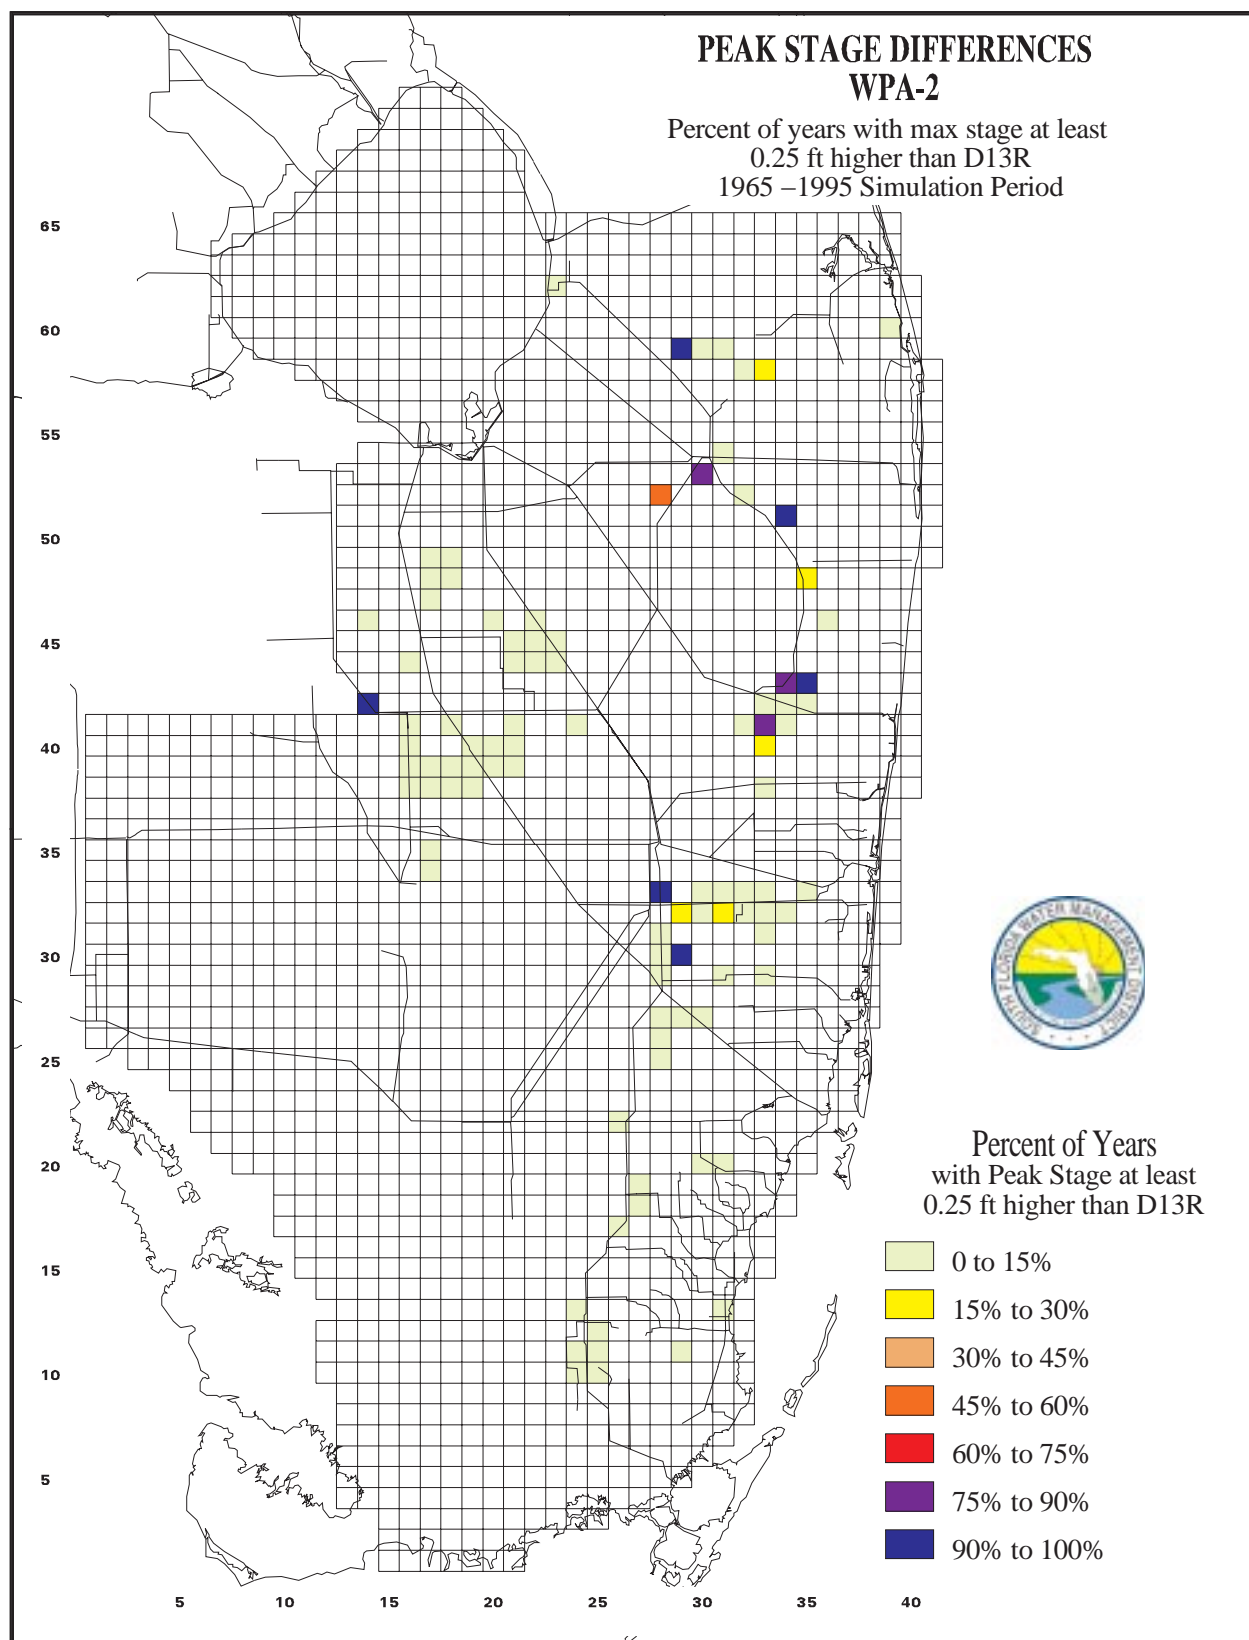 PEAK STAGE DIFFERENCES
WPA-2
Percent of years with max stage at least
0.25 ft higher than D13R
1965 –1995 Simulation Period
65
60
55
50
45
40
35
30
25
20
15
10
5
SOUTH FLORIDA WATER MANAGEMENT DISTRICT
Percent of Years
with Peak Stage at least
0.25 ft higher than D13R
0 to 15%
15% to 30%
30% to 45%
45% to 60%
60% to 75%
75% to 90%
90% to 100%
5 10 15 20 25 30 35 40
“